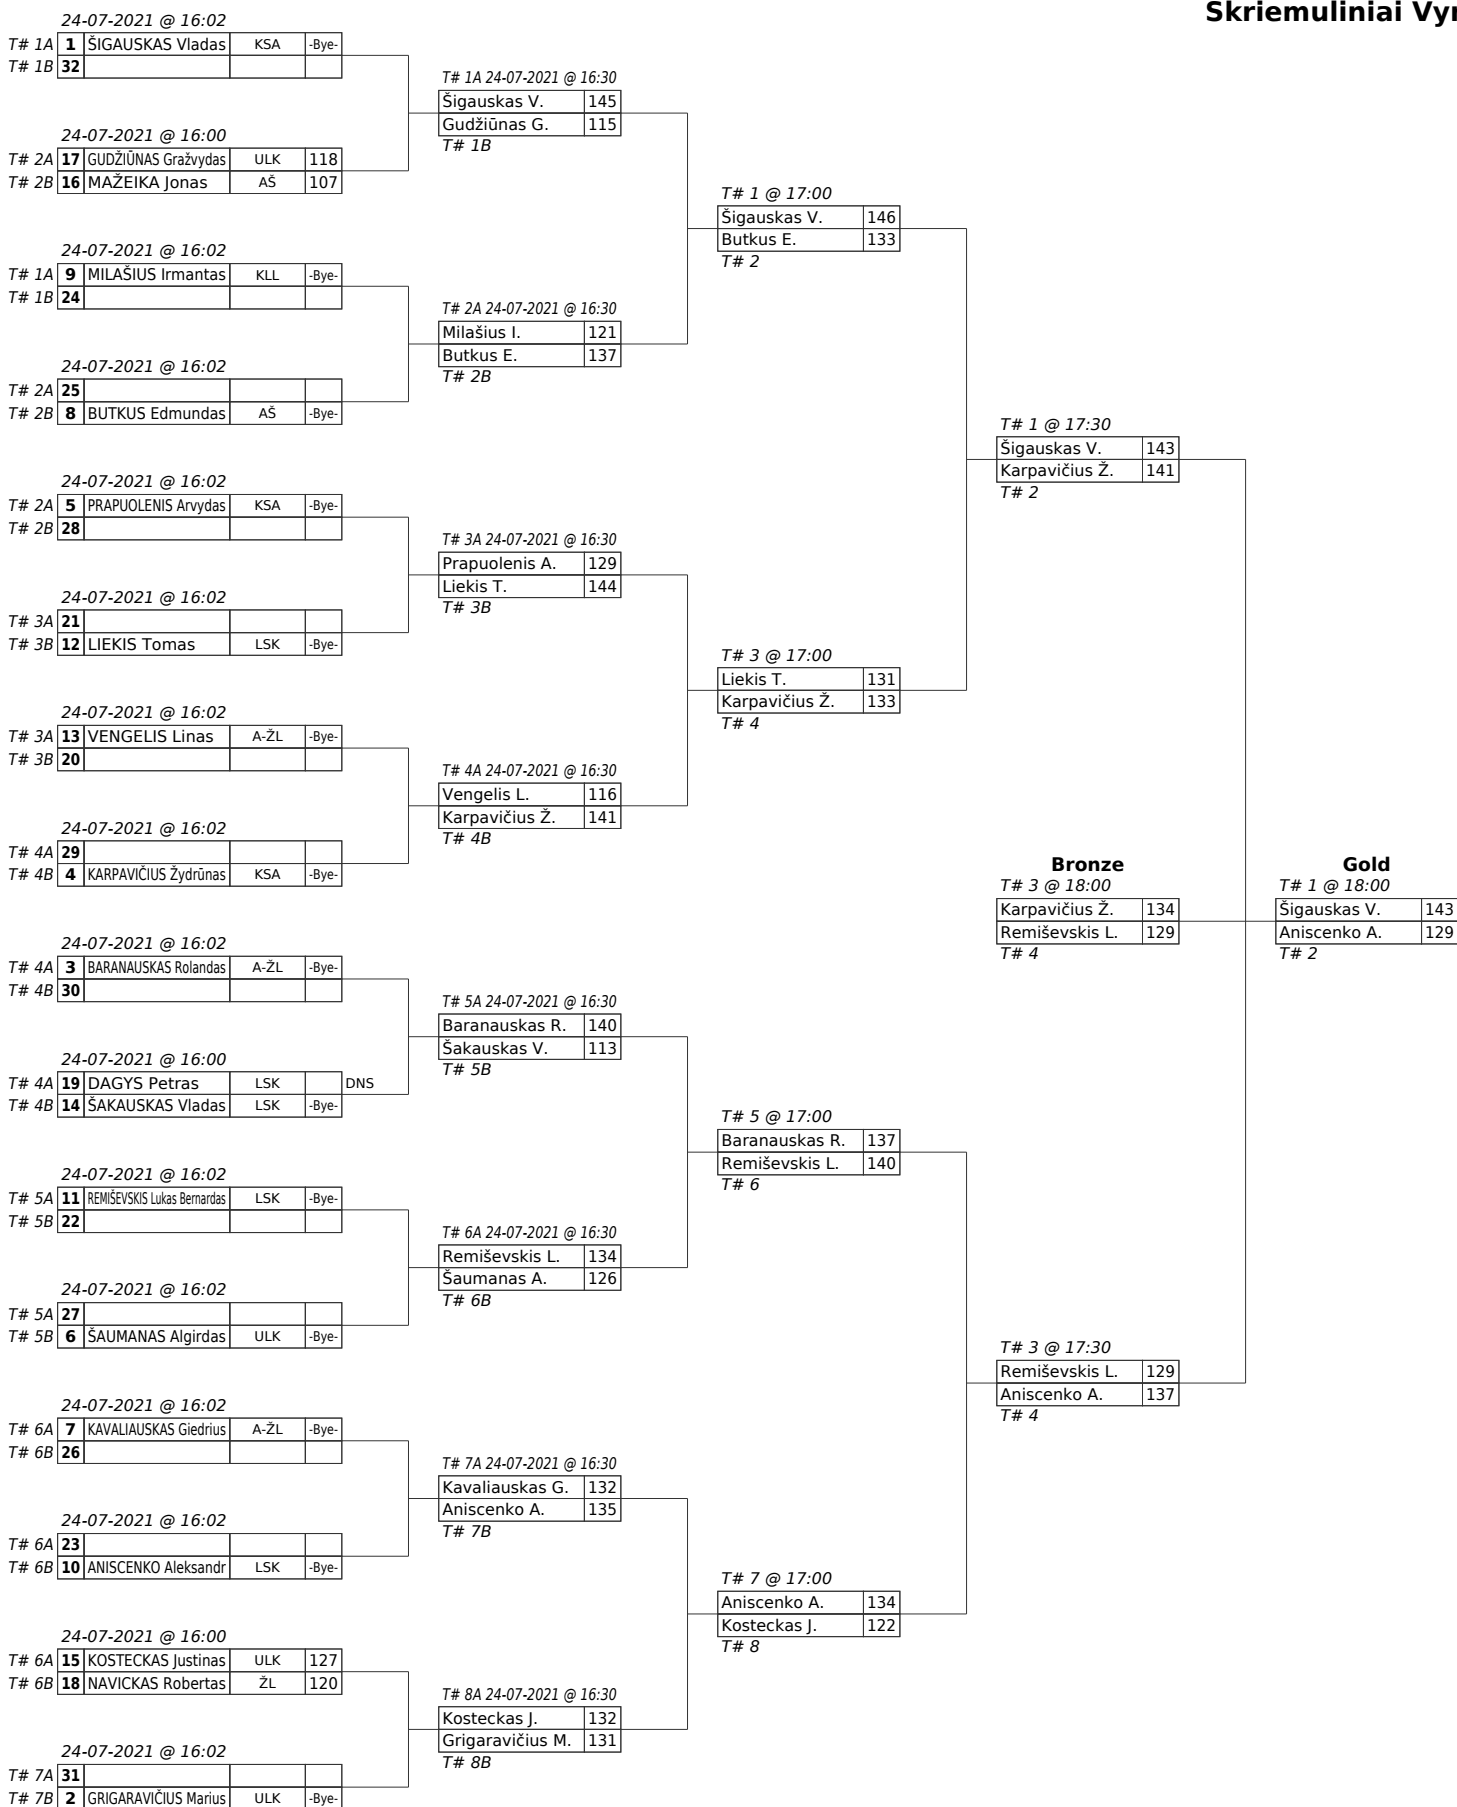 Skriemuliniai Vyr
24-07-2021 @ 16:02
T# 1A 1 ŠIGAUSKAS Vladas KSA -Bye-
T# 1B 32
24-07-2021 @ 16:00
T# 2A 17 GUDŽIŪNAS Gražvydas ULK 118
T# 2B 16 MAŽEIKA Jonas AŠ 107
24-07-2021 @ 16:02
T# 1A 9 MILAŠIUS Irmantas KLL -Bye-
T# 1B 24
24-07-2021 @ 16:02
T# 2A 25
T# 2B 8 BUTKUS Edmundas AŠ -Bye-
24-07-2021 @ 16:02
T# 2A 5 PRAPUOLENIS Arvydas KSA -Bye-
T# 2B 28
24-07-2021 @ 16:02
T# 3A 21
T# 3B 12 LIEKIS Tomas LSK -Bye-
24-07-2021 @ 16:02
T# 3A 13 VENGELIS Linas A-ŽL -Bye-
T# 3B 20
24-07-2021 @ 16:02
T# 4A 29
T# 4B 4 KARPAVIČIUS Žydrūnas KSA -Bye-
24-07-2021 @ 16:02
T# 4A 3 BARANAUSKAS Rolandas A-ŽL -Bye-
T# 4B 30
24-07-2021 @ 16:00
T# 4A 19 DAGYS Petras LSK DNS
T# 4B 14 ŠAKAUSKAS Vladas LSK -Bye-
24-07-2021 @ 16:02
T# 5A 11 REMIŠEVSKIS Lukas Bernardas LSK -Bye-
T# 5B 22
24-07-2021 @ 16:02
T# 5A 27
T# 5B 6 ŠAUMANAS Algirdas ULK -Bye-
24-07-2021 @ 16:02
T# 6A 7 KAVALIAUSKAS Giedrius A-ŽL -Bye-
T# 6B 26
24-07-2021 @ 16:02
T# 6A 23
T# 6B 10 ANISCENKO Aleksandr LSK -Bye-
24-07-2021 @ 16:00
T# 6A 15 KOSTECKAS Justinas ULK 127
T# 6B 18 NAVICKAS Robertas ŽL 120
24-07-2021 @ 16:02
T# 7A 31
T# 7B 2 GRIGARAVIČIUS Marius ULK -Bye-
T# 1A 24-07-2021 @ 16:30
Šigauskas V. 145
Gudžiūnas G. 115
T# 1B
T# 2A 24-07-2021 @ 16:30
Milašius I. 121
Butkus E. 137
T# 2B
T# 3A 24-07-2021 @ 16:30
Prapuolenis A. 129
Liekis T. 144
T# 3B
T# 4A 24-07-2021 @ 16:30
Vengelis L. 116
Karpavičius Ž. 141
T# 4B
T# 5A 24-07-2021 @ 16:30
Baranauskas R. 140
Šakauskas V. 113
T# 5B
T# 6A 24-07-2021 @ 16:30
Remiševskis L. 134
Šaumanas A. 126
T# 6B
T# 7A 24-07-2021 @ 16:30
Kavaliauskas G. 132
Aniscenko A. 135
T# 7B
T# 8A 24-07-2021 @ 16:30
Kosteckas J. 132
Grigaravičius M. 131
T# 8B
T# 1 @ 17:00
Šigauskas V. 146
Butkus E. 133
T# 2
T# 3 @ 17:00
Liekis T. 131
Karpavičius Ž. 133
T# 4
T# 5 @ 17:00
Baranauskas R. 137
Remiševskis L. 140
T# 6
T# 7 @ 17:00
Aniscenko A. 134
Kosteckas J. 122
T# 8
T# 1 @ 17:30
Šigauskas V. 143
Karpavičius Ž. 141
T# 2
T# 3 @ 17:30
Remiševskis L. 129
Aniscenko A. 137
T# 4
Bronze
T# 3 @ 18:00
Karpavičius Ž. 134
Remiševskis L. 129
T# 4
Gold
T# 1 @ 18:00
Šigauskas V. 143
Aniscenko A. 129
T# 2